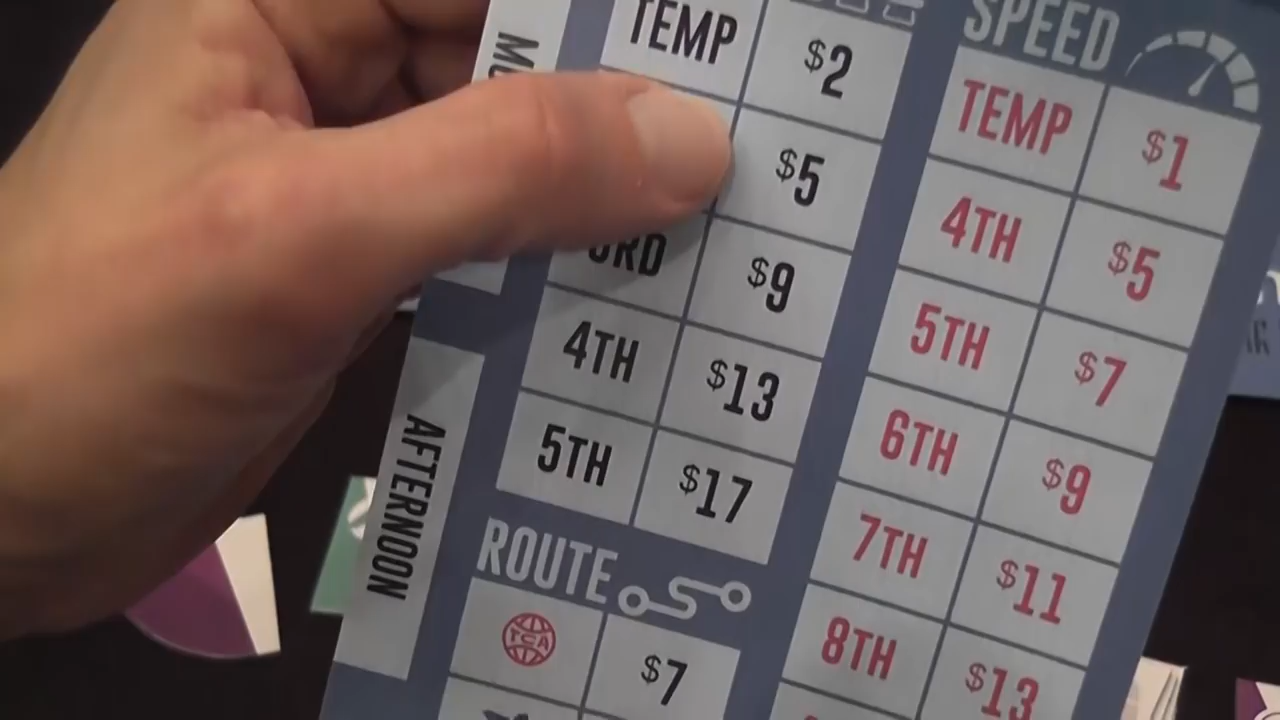 MO
TEMP $2
$5
3RD $9
4TH $13
5TH $17
AFTERNOON
ROUTE
TCA $7
SPEED
TEMP $1
4TH $5
5TH $7
6TH $9
7TH $11
8TH $13